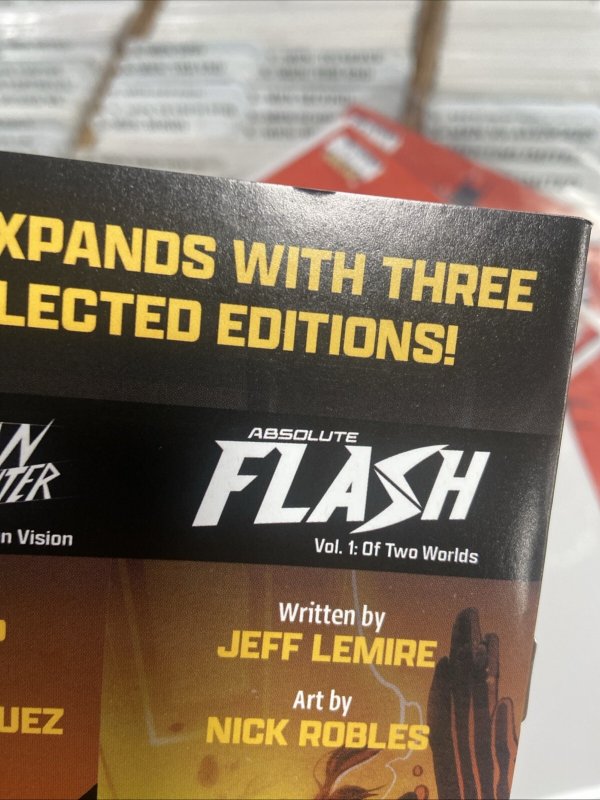 XPANDS WITH THREE
LECTED EDITIONS!
N
TER
n Vision
UEZ
ABSOLUTE
FLASH
Vol. 1: Of Two Worlds
Written by
JEFF LEMIRE
Art by
NICK ROBLES